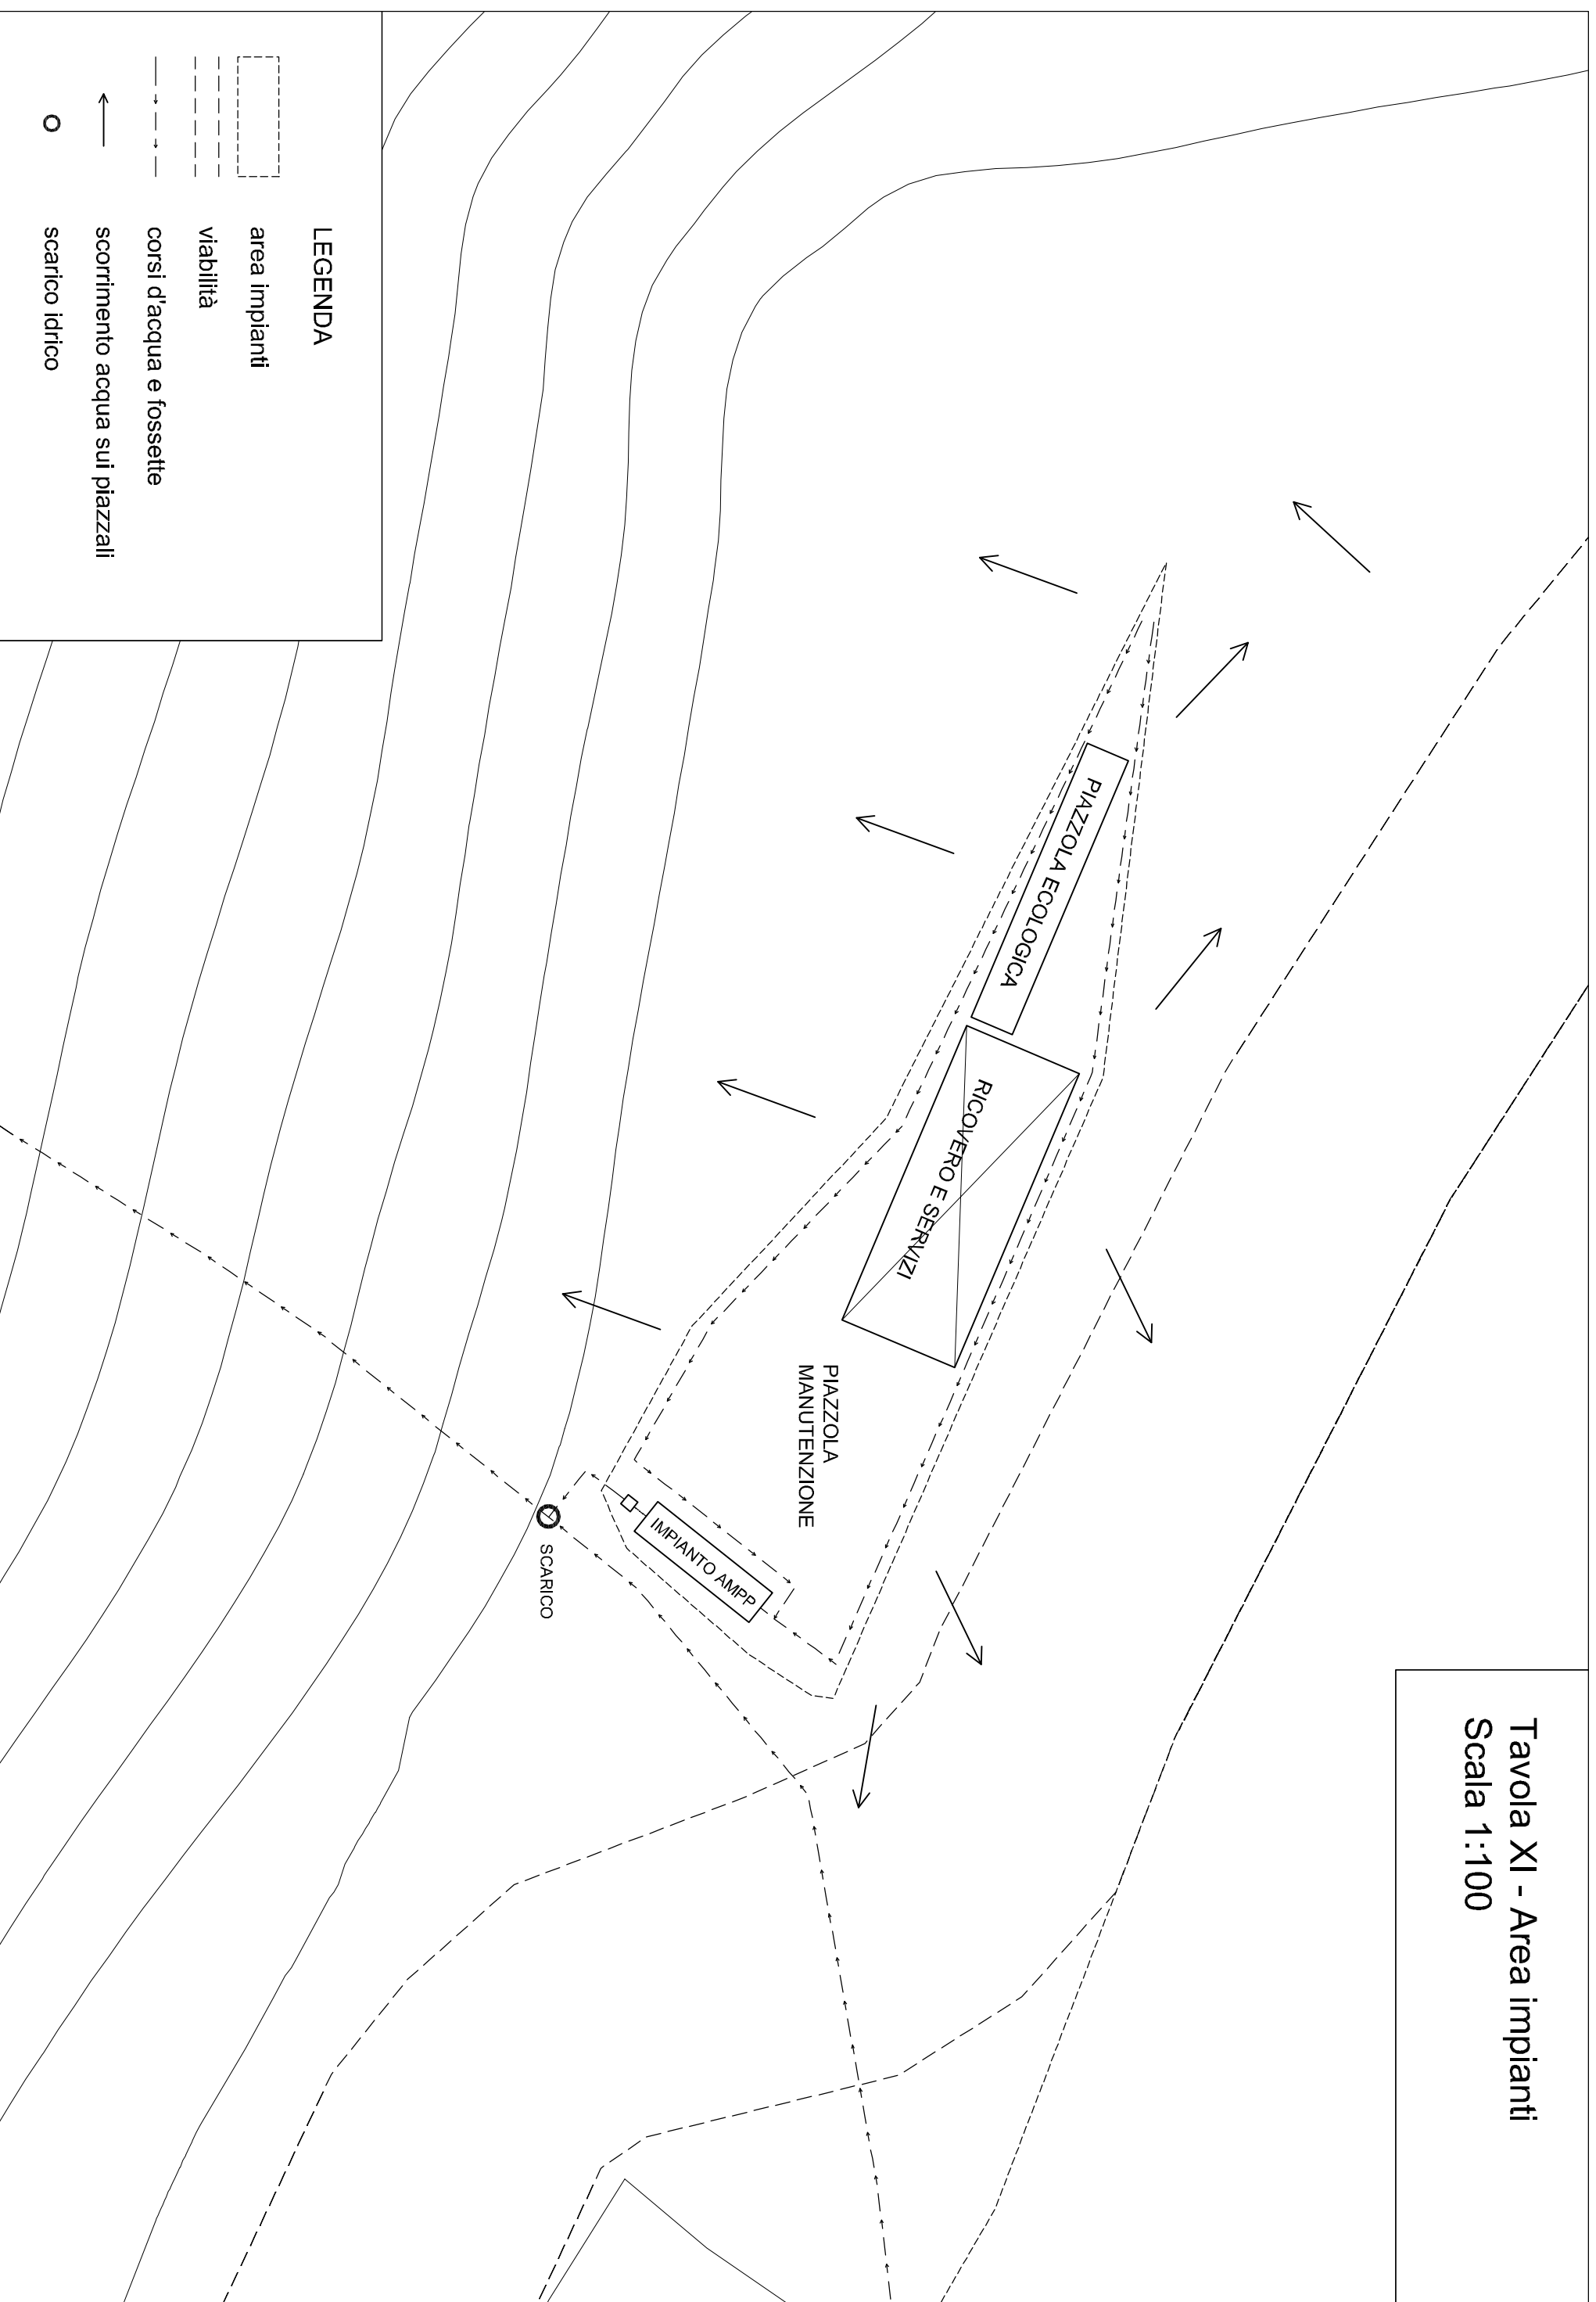 Tavola XI - Area impianti
Scala 1:100
PIAZZOLA ECOLOGICA
RICOVERO E SERVIZI
PIAZZOLA
MANUTENZIONE
IMPIANTO AMPP
SCARICO
LEGENDA
area impianti
viabilità
corsi d'acqua e fossette
scorrimento acqua sui piazzali
scarico idrico